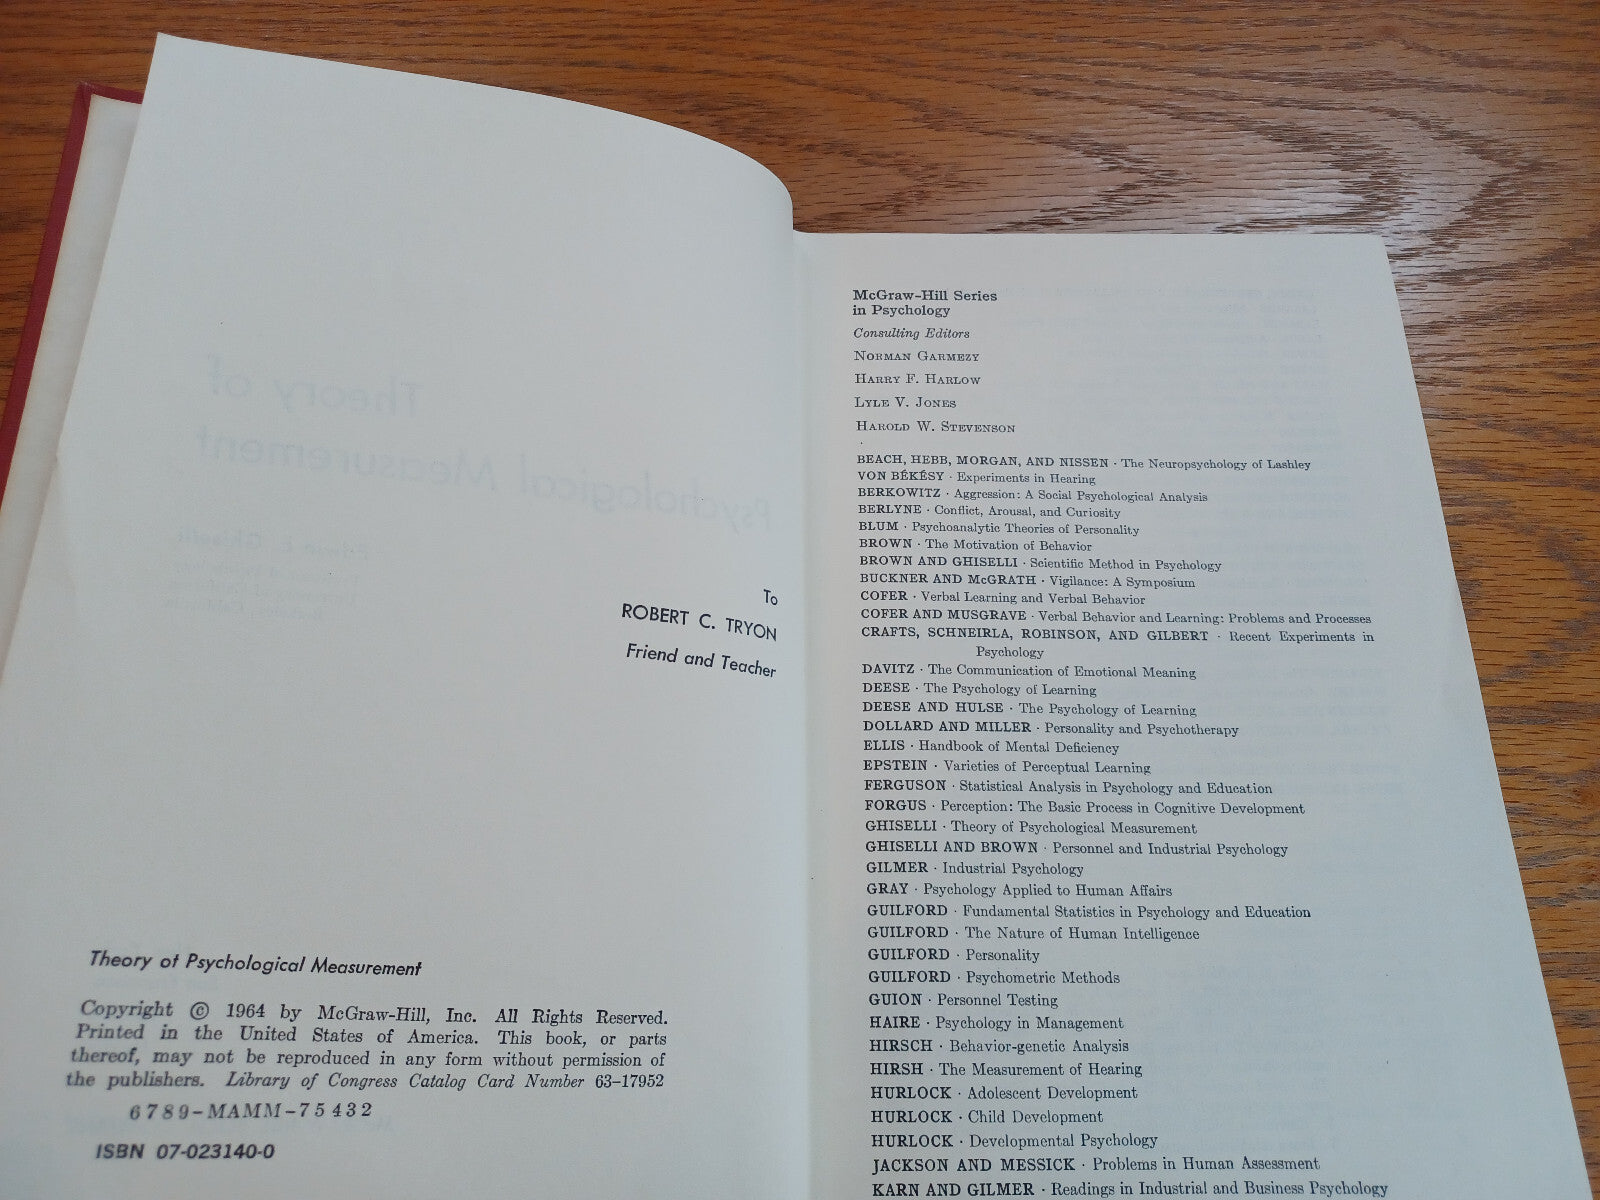 Theory of
Psychological Measurement
Edwin E. Ghiselli
To
ROBERT C. TRYON
Friend and Teacher
Theory of Psychological Measurement
Copyright © 1964 by McGraw-Hill, Inc. All Rights Reserved.
Printed in the United States of America. This book, or parts
thereof, may not be reproduced in any form without permission of
the publishers. Library of Congress Catalog Card Number 63-17952
6789-MAMM-75432
ISBN 07-023140-0
McGraw-Hill Series
in Psychology
Consulting Editors
NORMAN GARMEZY
HARRY F. HARLOW
LYLE V. JONES
HAROLD W. STEVENSON
BEACH, HEBB, MORGAN, AND NISSEN · The Neuropsychology of Lashley
VON BÉKÉSY · Experiments in Hearing
BERKOWITZ · Aggression: A Social Psychological Analysis
BERLYNE · Conflict, Arousal, and Curiosity
BLUM · Psychoanalytic Theories of Personality
BROWN · The Motivation of Behavior
BROWN AND GHISELLI · Scientific Method in Psychology
BUCKNER AND McGRATH · Vigilance: A Symposium
COFER · Verbal Learning and Verbal Behavior
COFER AND MUSGRAVE · Verbal Behavior and Learning: Problems and Processes
CRAFTS, SCHNEIRLA, ROBINSON, AND GILBERT · Recent Experiments in
Psychology
DAVITZ · The Communication of Emotional Meaning
DEESE · The Psychology of Learning
DEESE AND HULSE · The Psychology of Learning
DOLLARD AND MILLER · Personality and Psychotherapy
ELLIS · Handbook of Mental Deficiency
EPSTEIN · Varieties of Perceptual Learning
FERGUSON · Statistical Analysis in Psychology and Education
FORGUS · Perception: The Basic Process in Cognitive Development
GHISELLI · Theory of Psychological Measurement
GHISELLI AND BROWN · Personnel and Industrial Psychology
GILMER · Industrial Psychology
GRAY · Psychology Applied to Human Affairs
GUILFORD · Fundamental Statistics in Psychology and Education
GUILFORD · The Nature of Human Intelligence
GUILFORD · Personality
GUILFORD · Psychometric Methods
GUION · Personnel Testing
HAIRE · Psychology in Management
HIRSCH · Behavior-genetic Analysis
HIRSH · The Measurement of Hearing
HURLOCK · Adolescent Development
HURLOCK · Child Development
HURLOCK · Developmental Psychology
JACKSON AND MESSICK · Problems in Human Assessment
KARN AND GILMER · Readings in Industrial and Business Psychology